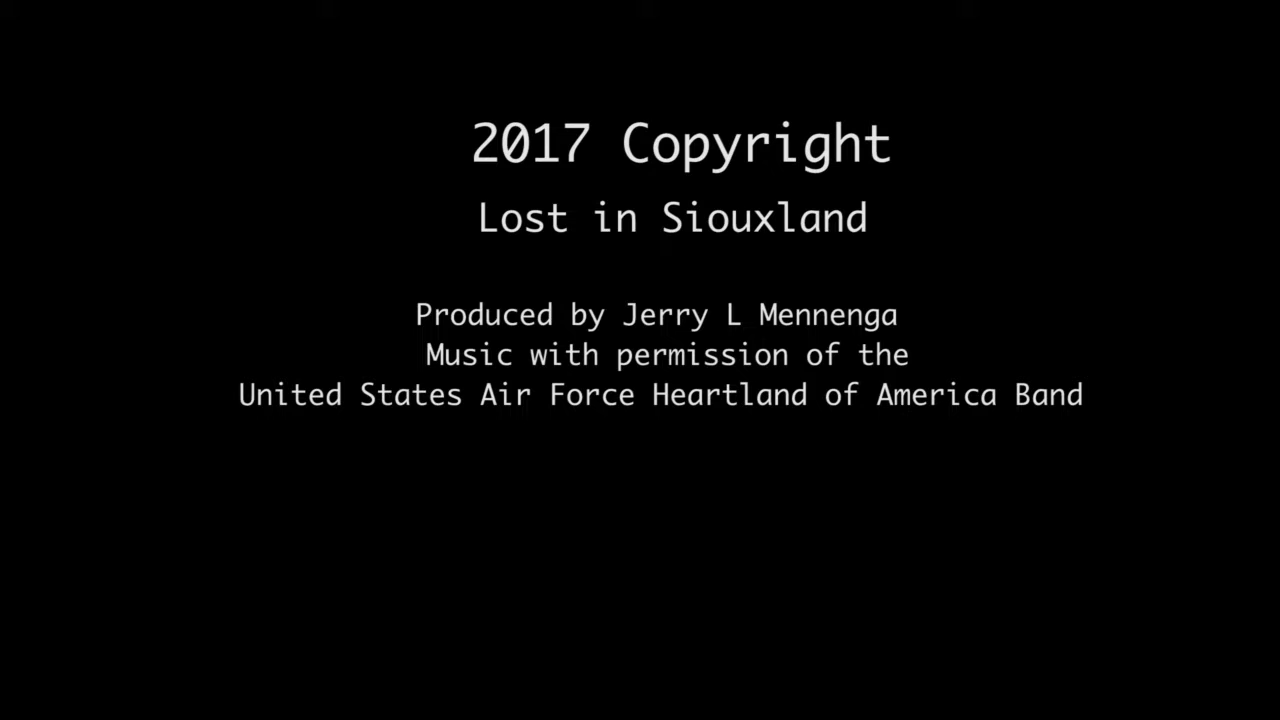 2017 Copyright
Lost in Siouxland
Produced by Jerry L Mennenga
Music with permission of the
United States Air Force Heartland of America Band